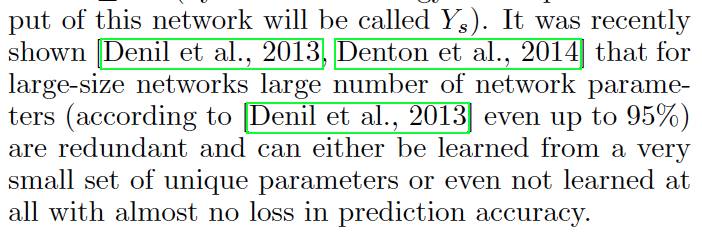 put of this network will be called Yₛ). It was recently
shown [Denil et al., 2013, Denton et al., 2014] that for
large-size networks large number of network parame-
ters (according to [Denil et al., 2013] even up to 95%)
are redundant and can either be learned from a very
small set of unique parameters or even not learned at
all with almost no loss in prediction accuracy.